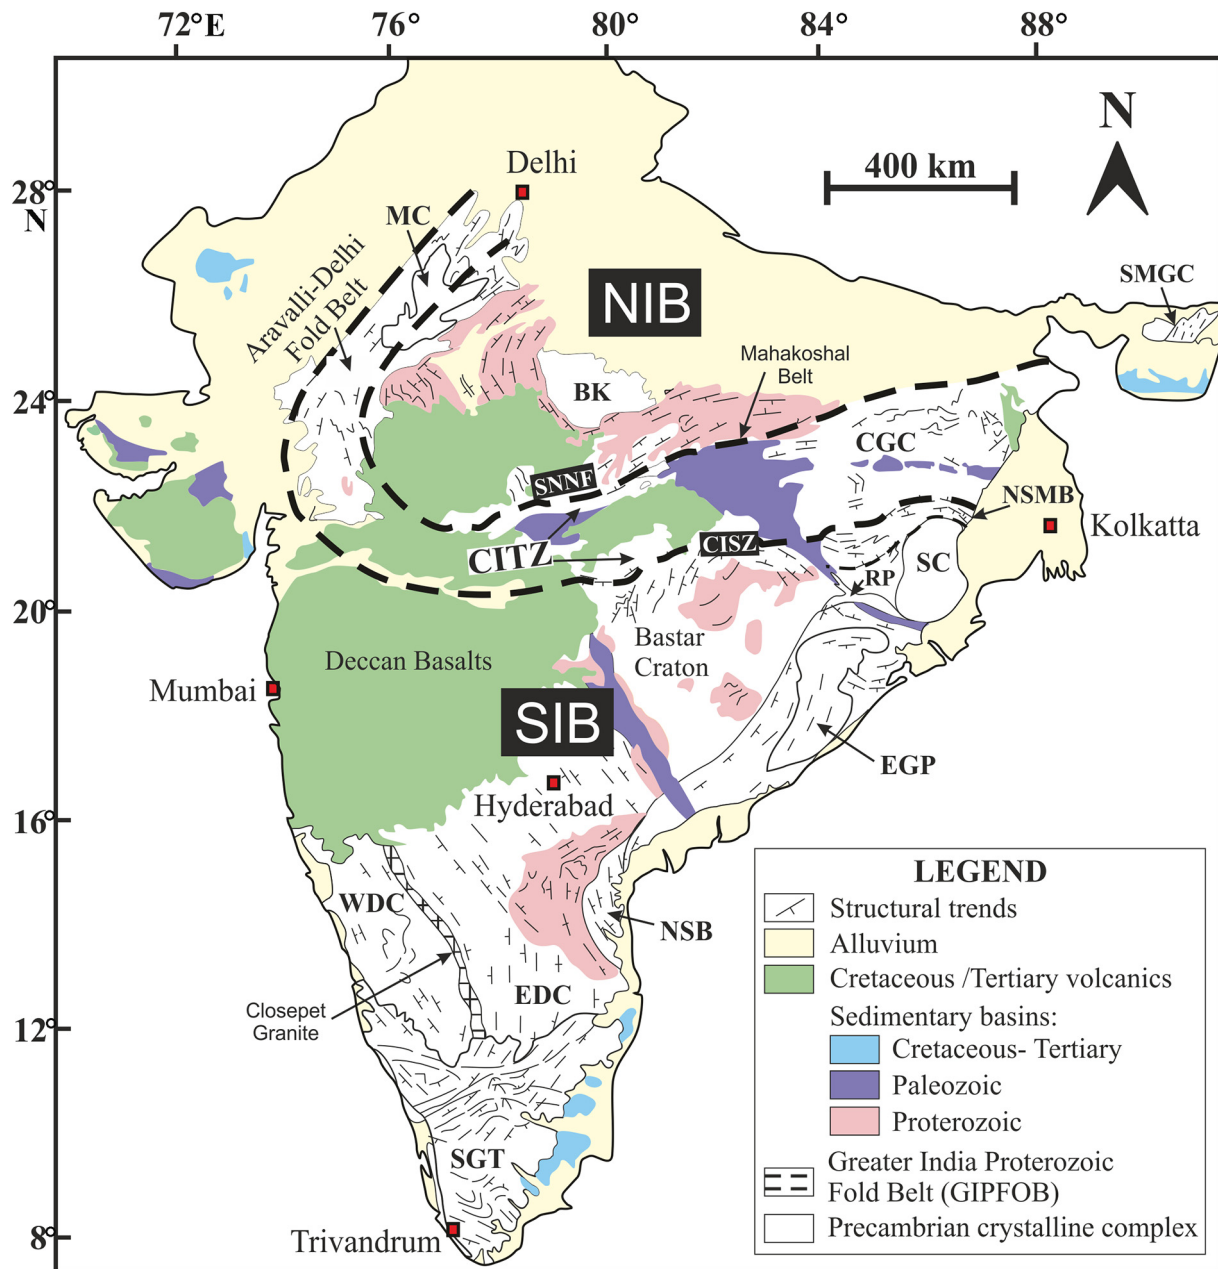 72°E 76° 80° 84° 88°
N
400 km
Delhi
28°
N
MC
SMGC
Aravalli-Delhi
Fold Belt
NIB
Mahakoshal
Belt
24°
BK
CGC
SNNF
NSMB
Kolkatta
CITZ
CISZ
SC
RP
20°
Bastar
Craton
Deccan Basalts
Mumbai
SIB
EGP
Hyderabad
16°
LEGEND
WDC
Structural trends
NSB
Alluvium
EDC
Cretaceous /Tertiary volcanics
Closepet
Granite
Sedimentary basins:
12°
Cretaceous- Tertiary
Paleozoic
Proterozoic
SGT
Greater India Proterozoic
Fold Belt (GIPFOB)
Precambrian crystalline complex
Trivandrum
8°